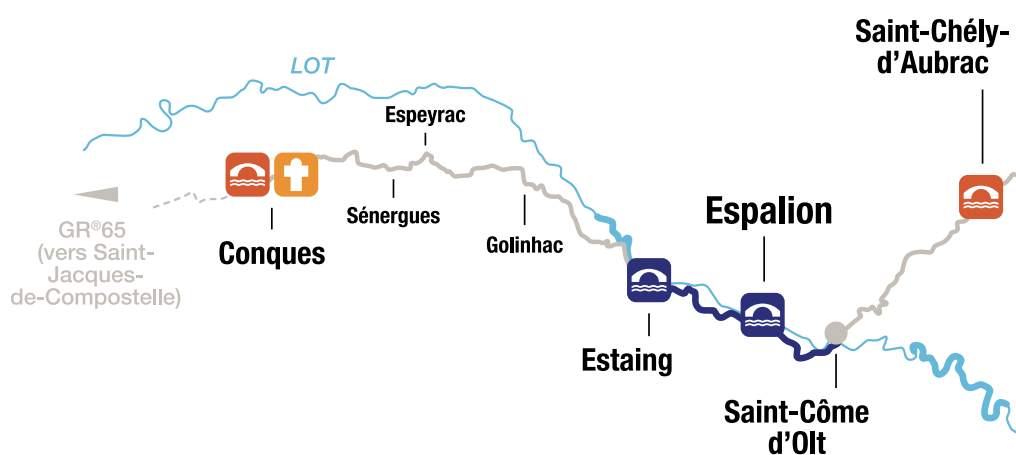 Saint-Chély-
d'Aubrac
LOT
Espeyrac
Sénergues
Golinhac
Conques
GR®65
(vers Saint-
Jacques-
de-Compostelle)
Espalion
Estaing
Saint-Côme
d'Olt